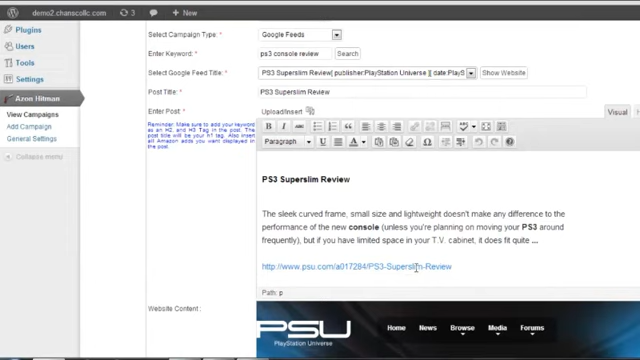 demo2.chanscollc.com 3 0 + New
Plugins
Users
Tools
Settings
Azon Hitman
View Campaigns
Add Campaign
General Settings
Collapse menu
Select Campaign Type: * Google Feeds
Enter Keyword: * ps3 console review Search
Select Google Feed Title: * PS3 Superslim Review[ publisher:PlayStation Universe ][ date:PlayS Show Website
Post Title: * PS3 Superslim Review
Enter Post: * Upload/Insert
Visual
Reminder: Make sure to add your keyword
as an H2, and H3 Tag in the post. The
post title will be your h1 tag. Also insert
all Amazon adds you want displayed in
the post.
B I ABC ABC
Paragraph U A Ω
PS3 Superslim Review
The sleek curved frame, small size and lightweight doesn't make any difference to the
performance of the new console (unless you're planning on moving your PS3 around
frequently), but if you have limited space in your T.V. cabinet, it does fit quite ...
http://www.psu.com/a017284/PS3-Superslim-Review
Path: p
Website Content :
PSU
PlayStation Universe
Home News Browse Media Forums